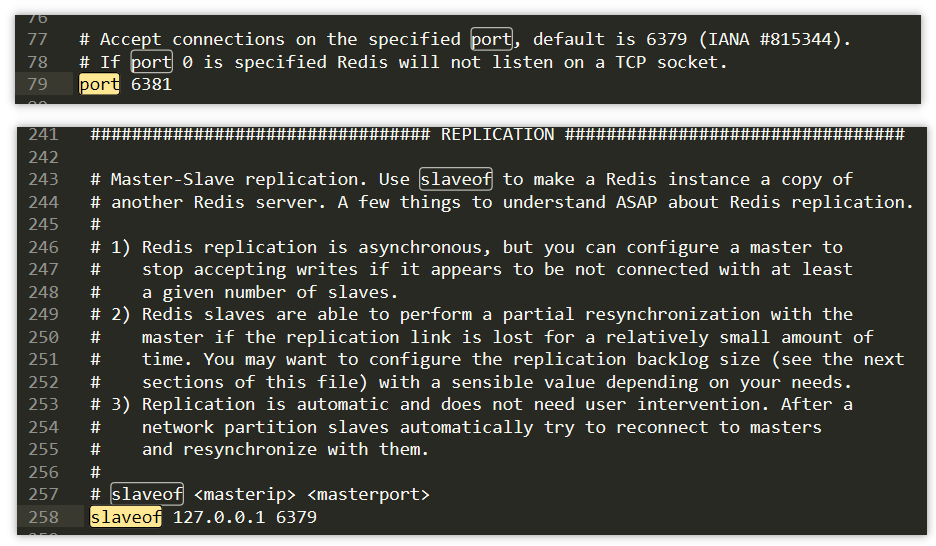 76
77 # Accept connections on the specified port, default is 6379 (IANA #815344).
78 # If port 0 is specified Redis will not listen on a TCP socket.
79 port 6381
80
241 ################################# REPLICATION #################################
242
243 # Master-Slave replication. Use slaveof to make a Redis instance a copy of
244 # another Redis server. A few things to understand ASAP about Redis replication.
245 #
246 # 1) Redis replication is asynchronous, but you can configure a master to
247 #    stop accepting writes if it appears to be not connected with at least
248 #    a given number of slaves.
249 # 2) Redis slaves are able to perform a partial resynchronization with the
250 #    master if the replication link is lost for a relatively small amount of
251 #    time. You may want to configure the replication backlog size (see the next
252 #    sections of this file) with a sensible value depending on your needs.
253 # 3) Replication is automatic and does not need user intervention. After a
254 #    network partition slaves automatically try to reconnect to masters
255 #    and resynchronize with them.
256 #
257 # slaveof <masterip> <masterport>
258 slaveof 127.0.0.1 6379